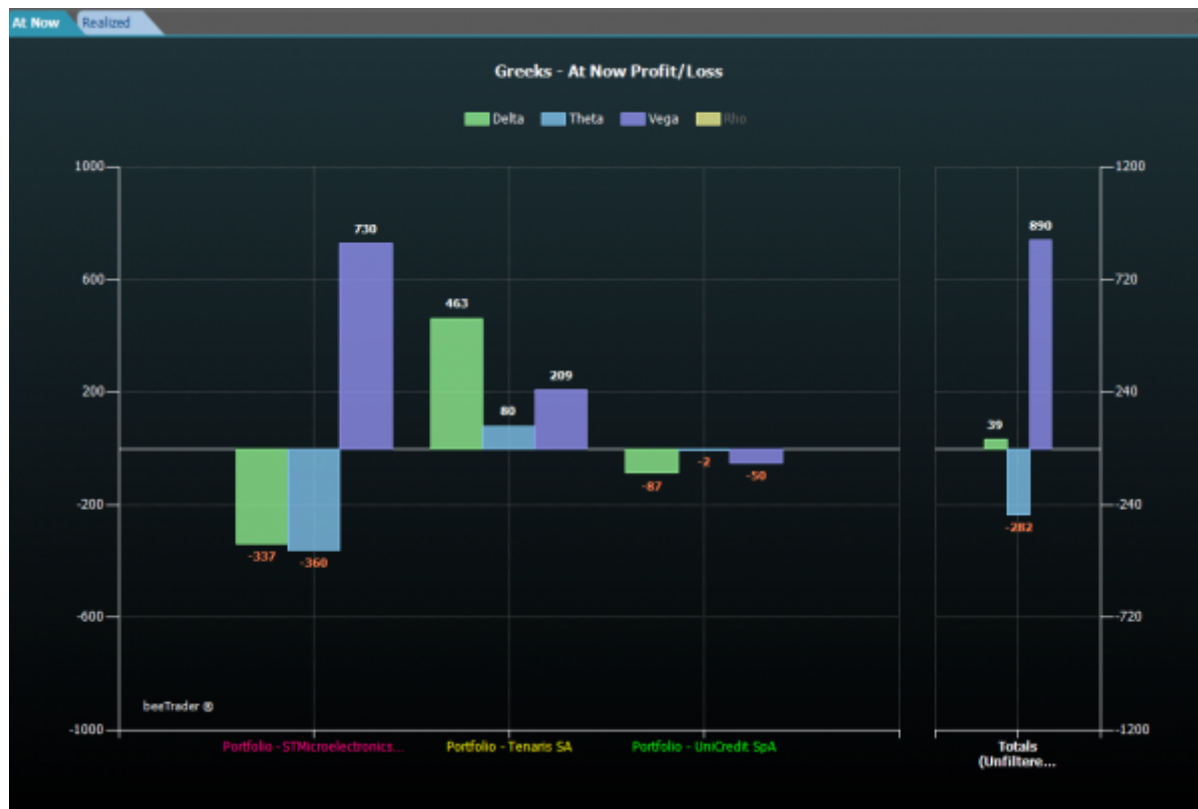 At Now Realized
Greeks - At Now Profit/Loss
Delta Theta Vega Rho
1000 1200
730 890
600 720
463
200 209 240
80
39
-2
-87 -50
-200 -240
-282
-337 -360
-600 -720
beeTrader ®
-1000 -1200
Portfolio - STMicroelectronics... Portfolio - Tenaris SA Portfolio - UniCredit SpA Totals
(Unfiltere...